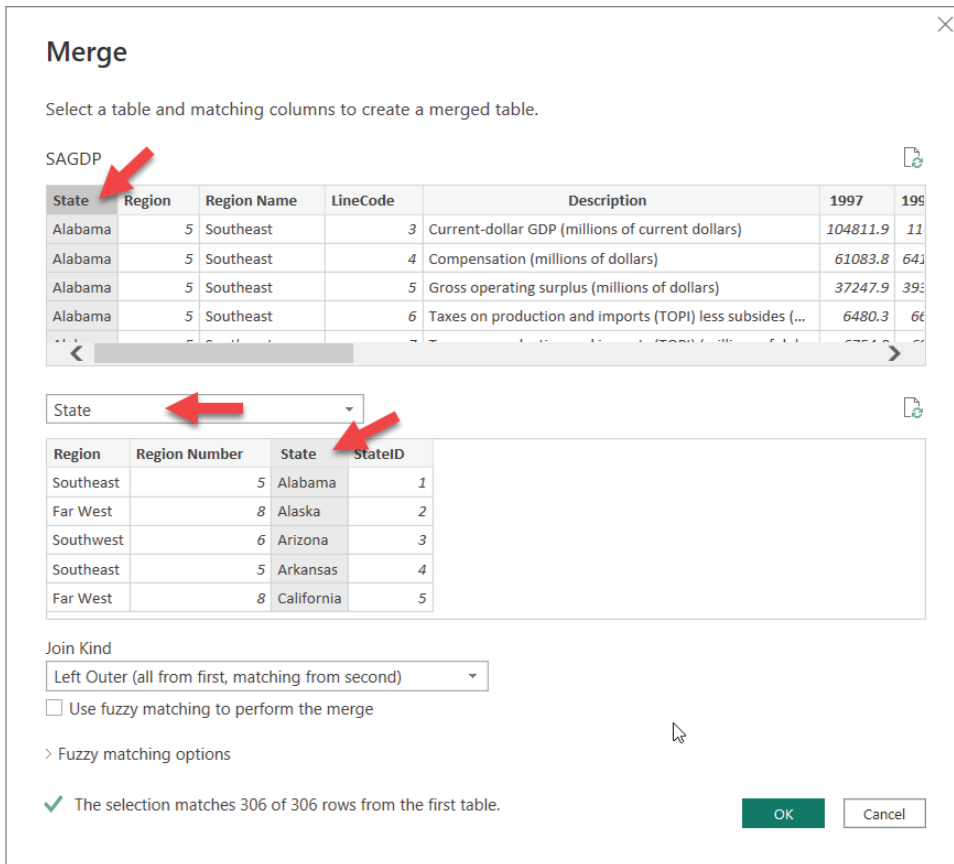 Merge
Select a table and matching columns to create a merged table.
SAGDP
State Region Region Name LineCode Description 1997 199
Alabama 5 Southeast 3 Current-dollar GDP (millions of current dollars) 104811.9 11
Alabama 5 Southeast 4 Compensation (millions of dollars) 61083.8 641
Alabama 5 Southeast 5 Gross operating surplus (millions of dollars) 37247.9 393
Alabama 5 Southeast 6 Taxes on production and imports (TOPI) less subsidies (... 6480.3 66
State
Region Region Number State StateID
Southeast 5 Alabama 1
Far West 8 Alaska 2
Southwest 6 Arizona 3
Southeast 5 Arkansas 4
Far West 8 California 5
Join Kind
Left Outer (all from first, matching from second)
Use fuzzy matching to perform the merge
> Fuzzy matching options
The selection matches 306 of 306 rows from the first table.
OK Cancel